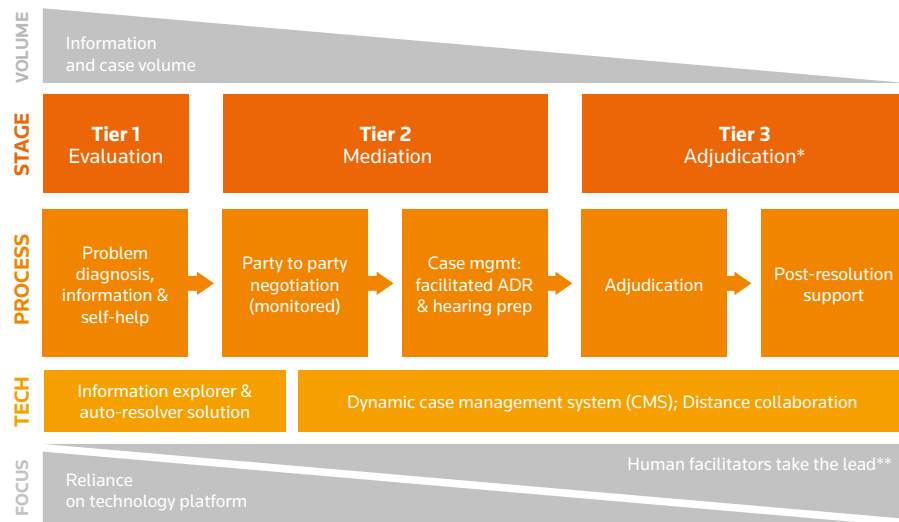 VOLUME
Information
and case volume
STAGE
Tier 1
Evaluation
Tier 2
Mediation
Tier 3
Adjudication*
PROCESS
Problem
diagnosis,
information &
self-help
Party to party
negotiation
(monitored)
Case mgmt:
facilitated ADR
& hearing prep
Adjudication
Post-resolution
support
TECH
Information explorer &
auto-resolver solution
Dynamic case management system (CMS); Distance collaboration
FOCUS
Human facilitators take the lead**
Reliance
on technology platform